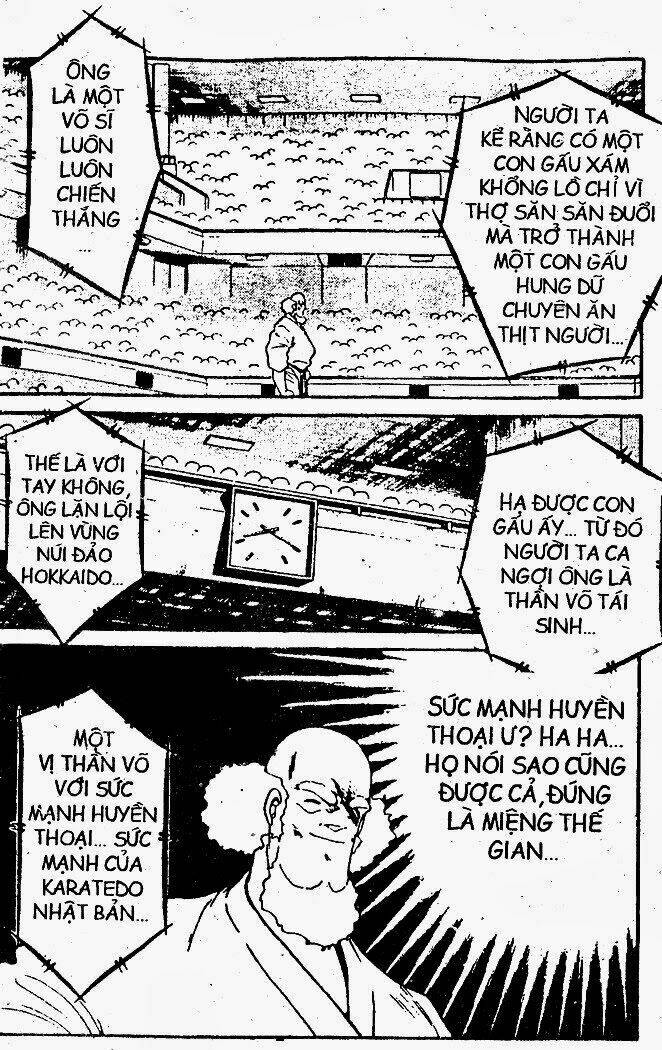 ÔNG
LÀ MỘT
VÕ SĨ
LUÔN
LUÔN
CHIẾN
THẮNG
...
NGƯỜI TA
KỂ RẰNG CÓ MỘT
CON GẤU XÁM
KHỔNG LỒ CHỈ VÌ
THỢ SĂN SĂN ĐUỔI
MÀ TRỞ THÀNH
MỘT CON GẤU
HUNG DỮ
CHUYÊN ĂN
THỊT NGƯỜI...
THẾ LÀ VỚI
TAY KHÔNG,
ÔNG LẶN LỘI
LÊN VÙNG
NÚI ĐẢO
HOKKAIDO...
HẠ ĐƯỢC CON
GẤU ẤY... TỪ ĐÓ
NGƯỜI TA CA
NGỢI ÔNG LÀ
THẦN VÕ TÁI
SINH...
MỘT
VỊ THẦN VÕ
VỚI SỨC
MẠNH HUYỀN
THOẠI... SỨC
MẠNH CỦA
KARATEDO
NHẬT BẢN...
SỨC MẠNH HUYỀN
THOẠI Ư? HA HA...
HỌ NÓI SAO CŨNG
ĐƯỢC CẢ,ĐÚNG
LÀ MIỆNG THẾ
GIAN...